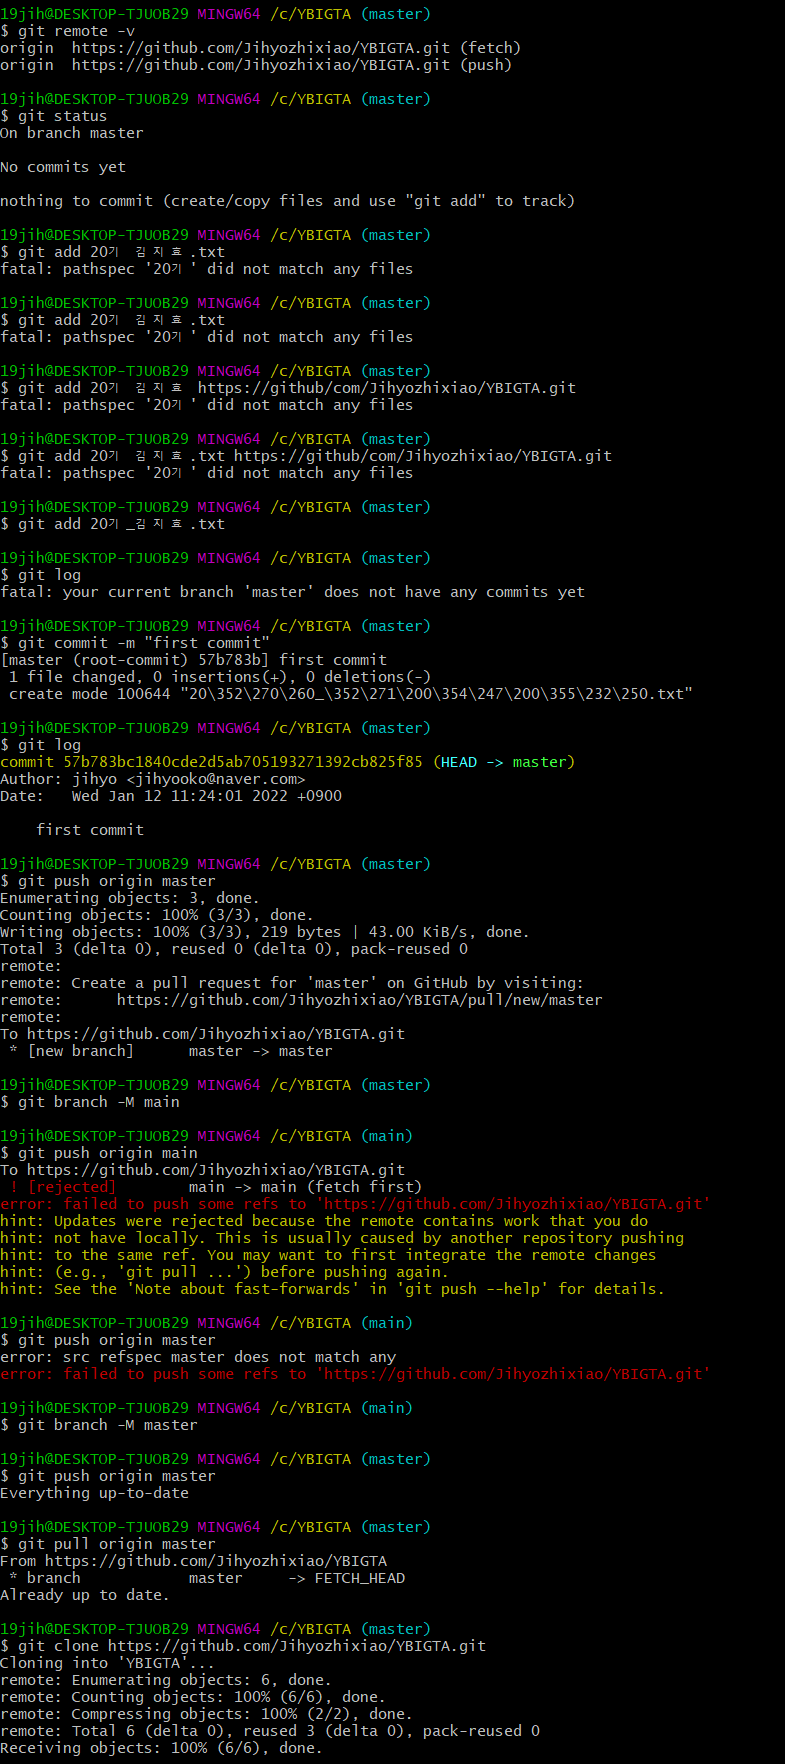 19jih@DESKTOP-TJUOB29 MINGW64 /c/YBIGTA (master)
$ git remote -v
origin  https://github.com/Jihyozhixiao/YBIGTA.git (fetch)
origin  https://github.com/Jihyozhixiao/YBIGTA.git (push)

19jih@DESKTOP-TJUOB29 MINGW64 /c/YBIGTA (master)
$ git status
On branch master

No commits yet

nothing to commit (create/copy files and use "git add" to track)

19jih@DESKTOP-TJUOB29 MINGW64 /c/YBIGTA (master)
$ git add 20기 김지효.txt
fatal: pathspec '20기' did not match any files

19jih@DESKTOP-TJUOB29 MINGW64 /c/YBIGTA (master)
$ git add 20기 김지효.txt
fatal: pathspec '20기' did not match any files

19jih@DESKTOP-TJUOB29 MINGW64 /c/YBIGTA (master)
$ git add 20기 김지효 https://github/com/Jihyozhixiao/YBIGTA.git
fatal: pathspec '20기' did not match any files

19jih@DESKTOP-TJUOB29 MINGW64 /c/YBIGTA (master)
$ git add 20기 김지효.txt https://github/com/Jihyozhixiao/YBIGTA.git
fatal: pathspec '20기' did not match any files

19jih@DESKTOP-TJUOB29 MINGW64 /c/YBIGTA (master)
$ git add 20기_김지효.txt

19jih@DESKTOP-TJUOB29 MINGW64 /c/YBIGTA (master)
$ git log
fatal: your current branch 'master' does not have any commits yet

19jih@DESKTOP-TJUOB29 MINGW64 /c/YBIGTA (master)
$ git commit -m "first commit"
[master (root-commit) 57b783b] first commit
 1 file changed, 0 insertions(+), 0 deletions(-)
 create mode 100644 "20\352\270\260_\352\271\200\354\247\200\355\232\250.txt"

19jih@DESKTOP-TJUOB29 MINGW64 /c/YBIGTA (master)
$ git log
commit 57b783bc1840cde2d5ab705193271392cb825f85 (HEAD -> master)
Author: jihyo <jihyooko@naver.com>
Date:   Wed Jan 12 11:24:01 2022 +0900

    first commit

19jih@DESKTOP-TJUOB29 MINGW64 /c/YBIGTA (master)
$ git push origin master
Enumerating objects: 3, done.
Counting objects: 100% (3/3), done.
Writing objects: 100% (3/3), 219 bytes | 43.00 KiB/s, done.
Total 3 (delta 0), reused 0 (delta 0), pack-reused 0
remote:
remote: Create a pull request for 'master' on GitHub by visiting:
remote:      https://github.com/Jihyozhixiao/YBIGTA/pull/new/master
remote:
To https://github.com/Jihyozhixiao/YBIGTA.git
 * [new branch]      master -> master

19jih@DESKTOP-TJUOB29 MINGW64 /c/YBIGTA (master)
$ git branch -M main

19jih@DESKTOP-TJUOB29 MINGW64 /c/YBIGTA (main)
$ git push origin main
To https://github.com/Jihyozhixiao/YBIGTA.git
 ! [rejected]        main -> main (fetch first)
error: failed to push some refs to 'https://github.com/Jihyozhixiao/YBIGTA.git'
hint: Updates were rejected because the remote contains work that you do
hint: not have locally. This is usually caused by another repository pushing
hint: to the same ref. You may want to first integrate the remote changes
hint: (e.g., 'git pull ...') before pushing again.
hint: See the 'Note about fast-forwards' in 'git push --help' for details.

19jih@DESKTOP-TJUOB29 MINGW64 /c/YBIGTA (main)
$ git push origin master
error: src refspec master does not match any
error: failed to push some refs to 'https://github.com/Jihyozhixiao/YBIGTA.git'

19jih@DESKTOP-TJUOB29 MINGW64 /c/YBIGTA (main)
$ git branch -M master

19jih@DESKTOP-TJUOB29 MINGW64 /c/YBIGTA (master)
$ git push origin master
Everything up-to-date

19jih@DESKTOP-TJUOB29 MINGW64 /c/YBIGTA (master)
$ git pull origin master
From https://github.com/Jihyozhixiao/YBIGTA
 * branch            master     -> FETCH_HEAD
Already up to date.

19jih@DESKTOP-TJUOB29 MINGW64 /c/YBIGTA (master)
$ git clone https://github.com/Jihyozhixiao/YBIGTA.git
Cloning into 'YBIGTA'...
remote: Enumerating objects: 6, done.
remote: Counting objects: 100% (6/6), done.
remote: Compressing objects: 100% (2/2), done.
remote: Total 6 (delta 0), reused 3 (delta 0), pack-reused 0
Receiving objects: 100% (6/6), done.